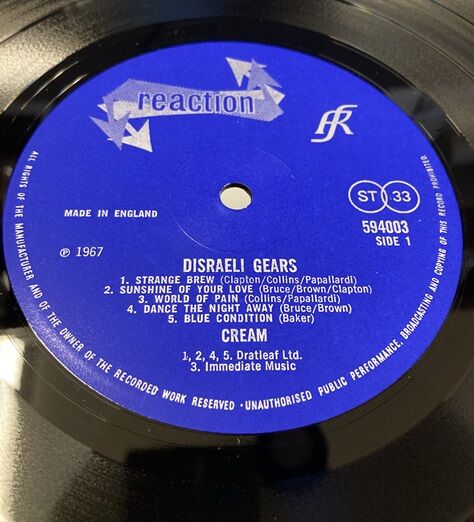 reaction
fR
MADE IN ENGLAND
ST 33
594003
SIDE 1
℗ 1967
DISRAELI GEARS
1. STRANGE BREW (Clapton/Collins/Papallardi)
2. SUNSHINE OF YOUR LOVE (Bruce/Brown/Clapton)
3. WORLD OF PAIN (Collins/Papallardi)
4. DANCE THE NIGHT AWAY (Bruce/Brown)
5. BLUE CONDITION (Baker)
CREAM
1, 2, 4, 5. Dratleaf Ltd.
3. Immediate Music
ALL RIGHTS OF THE MANUFACTURER AND OF THE OWNER OF THE RECORDED WORK RESERVED · UNAUTHORISED PUBLIC PERFORMANCE, BROADCASTING AND COPYING OF THIS RECORD PROHIBITED.